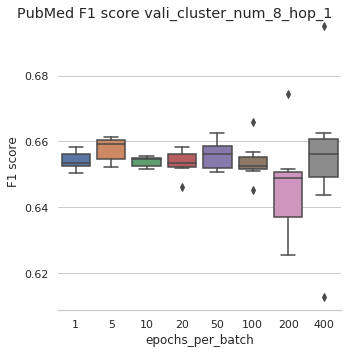 PubMed F1 score vali_cluster_num_8_hop_1
0.68
0.66
0.64
0.62
F1 score
1 5 10 20 50 100 200 400
epochs_per_batch